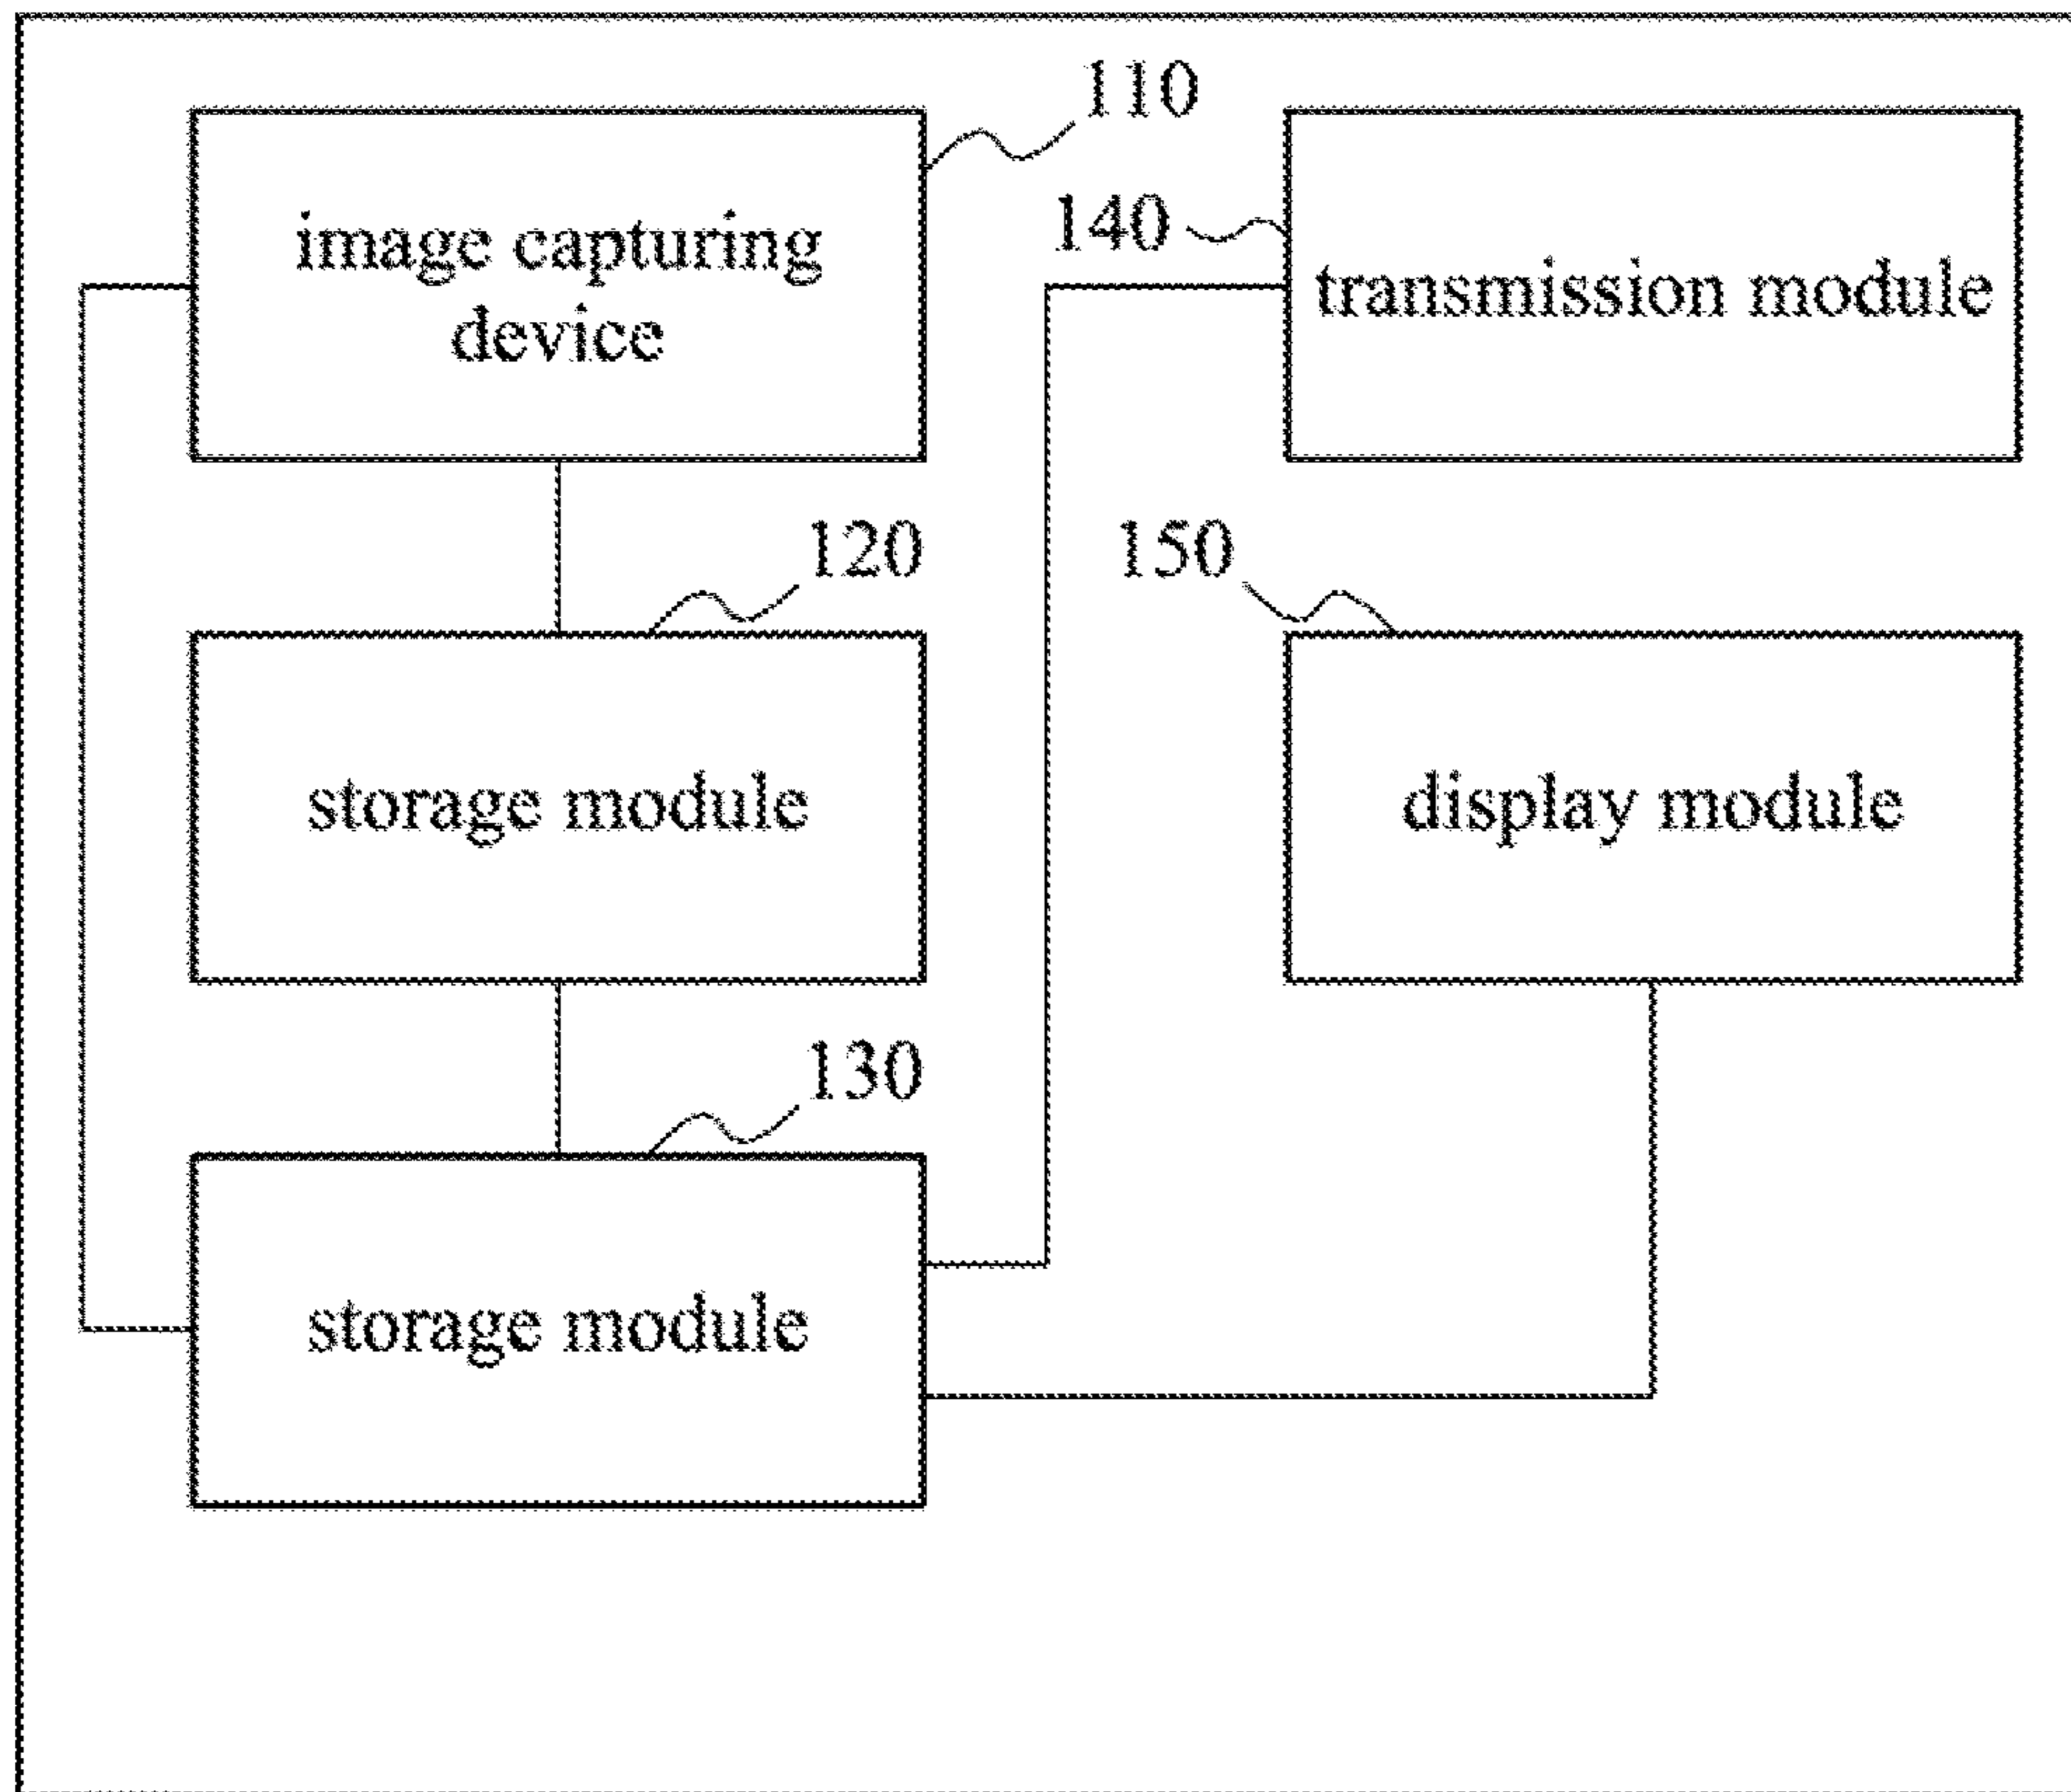 110
image capturing
device
140
transmission module
120
150
storage module
display module
130
storage module